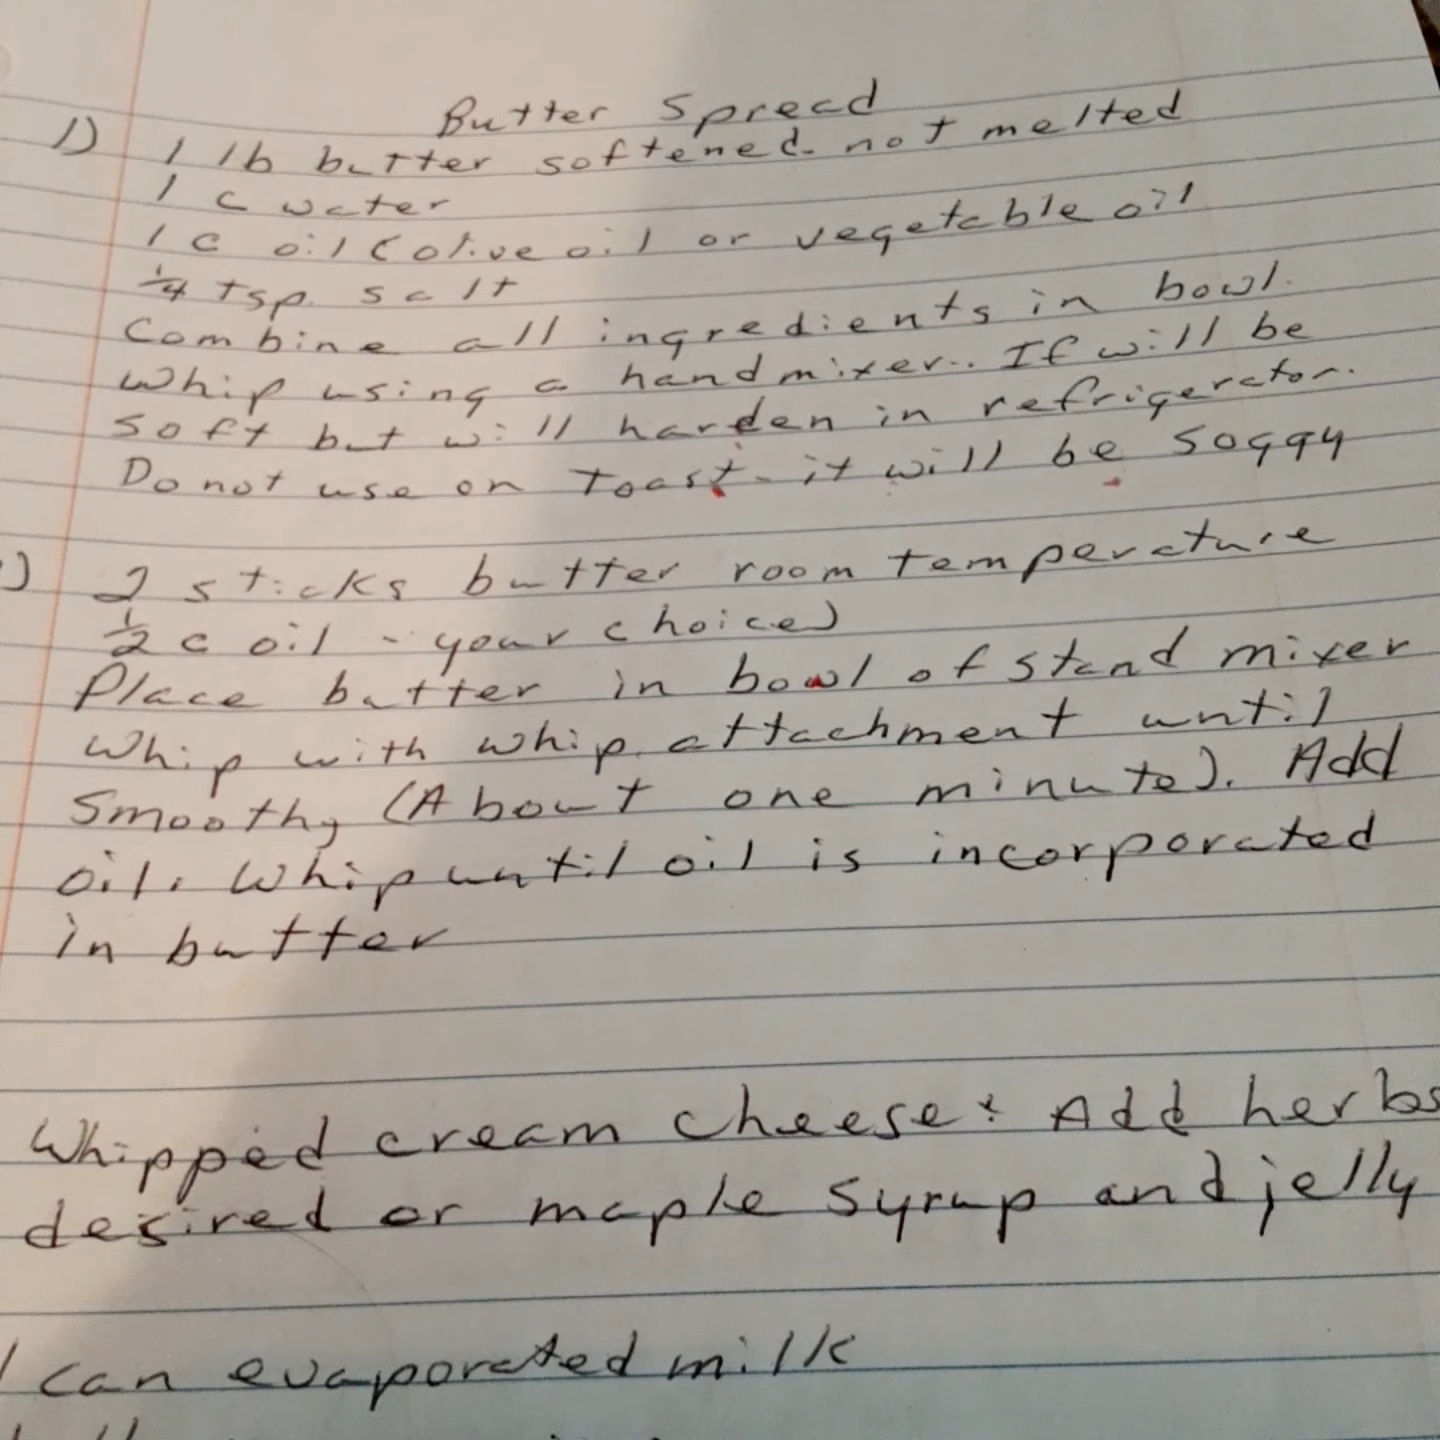 Butter Spread
1) 1 lb butter softened. not melted
1 c water
1 c oil (olive oil or vegetable oil
1/4 tsp. salt
Combine all ingredients in bowl.
Whip using a hand mixer.. If will be
soft but will harden in refrigerator.
Do not use on toast - it will be soggy
) 2 sticks butter room temperature
1/2 c oil - your choice)
Place butter in bowl of stand mixer
Whip with whip attachment until
Smoothy (About one minute). Add
oil. Whip until oil is incorporated
in butter
Whipped cream cheese: Add herbs
desired or maple syrup and jelly
1 can evaporated milk